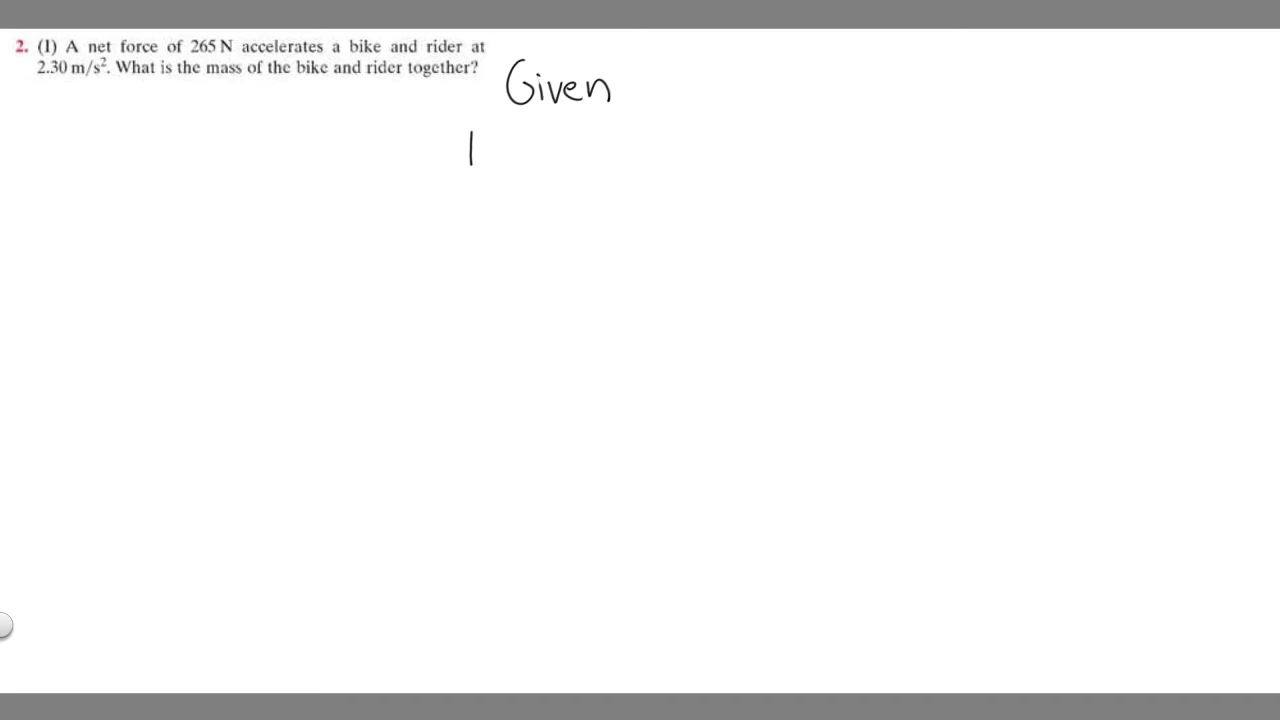 2. (I) A net force of 265 N accelerates a bike and rider at
2.30 m/s². What is the mass of the bike and rider together?
Given